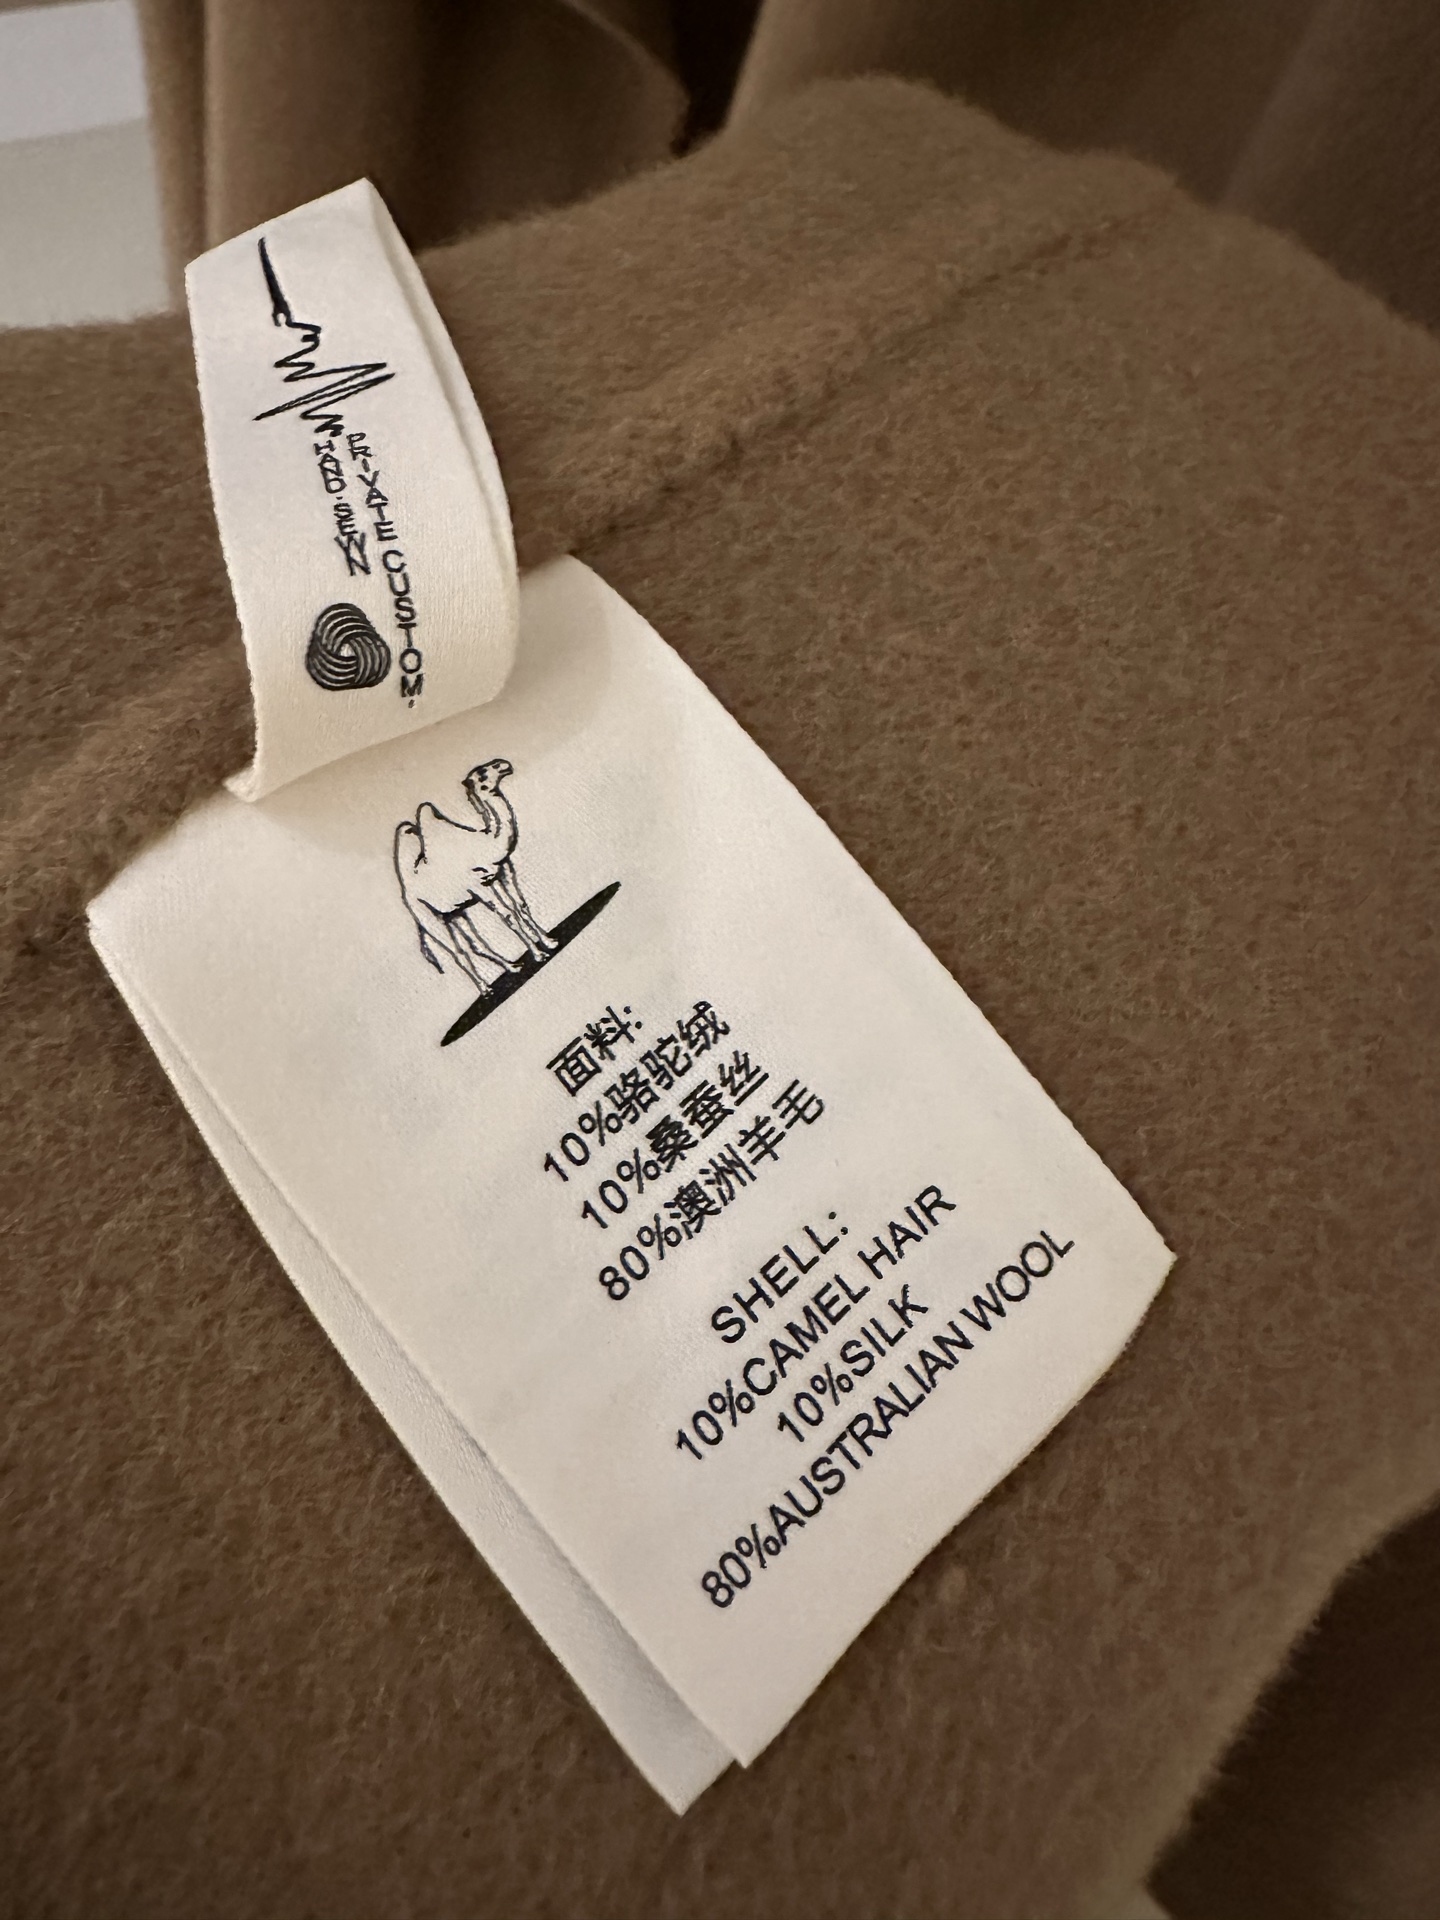 PRIVATE CUSTOM.
HAND·SEWN
面料:
10%骆驼绒
10%桑蚕丝
80%澳洲羊毛
SHELL:
10%CAMEL HAIR
10%SILK
80%AUSTRALIAN WOOL